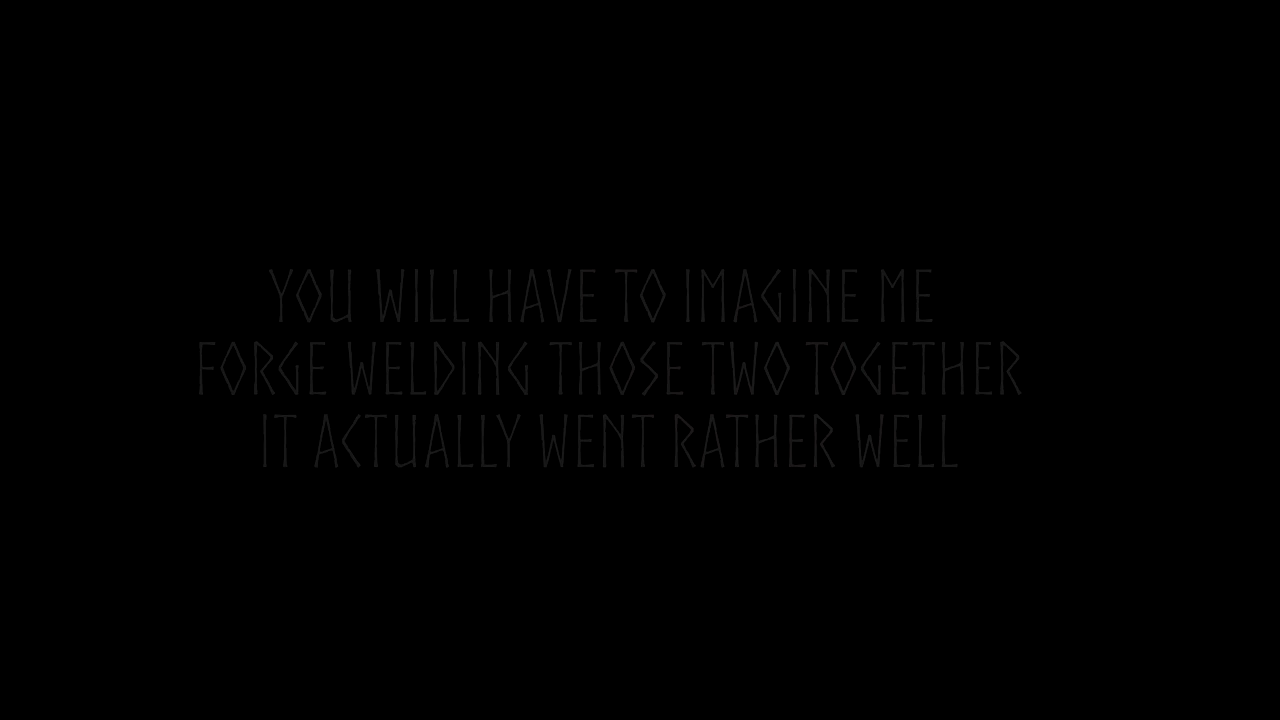 YOU WILL HAVE TO IMAGINE ME
FORGE WELDING THOSE TWO TOGETHER
IT ACTUALLY WENT RATHER WELL